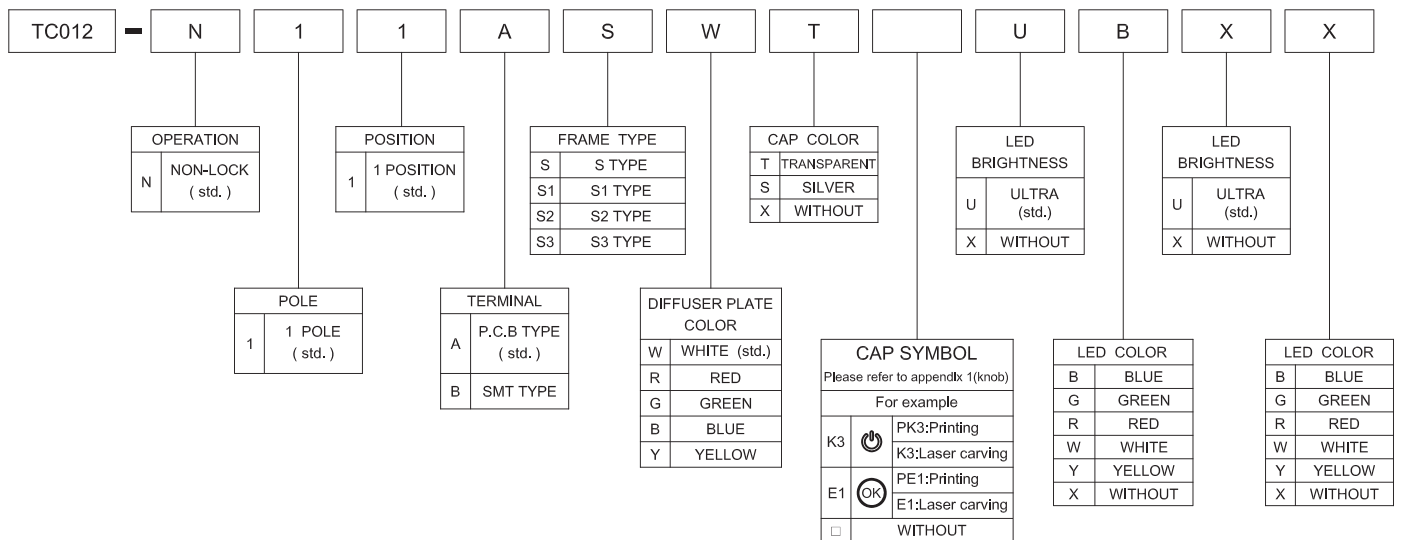 TC012 - N 1 1 A S W T U B X X
OPERATION
N NON-LOCK
( std. )
POSITION
1 1 POSITION
( std. )
FRAME TYPE
S S TYPE
S1 S1 TYPE
S2 S2 TYPE
S3 S3 TYPE
CAP COLOR
T TRANSPARENT
S SILVER
X WITHOUT
LED
BRIGHTNESS
U ULTRA
(std.)
X WITHOUT
LED
BRIGHTNESS
U ULTRA
(std.)
X WITHOUT
POLE
1 1 POLE
( std. )
TERMINAL
A P.C.B TYPE
( std. )
B SMT TYPE
DIFFUSER PLATE
COLOR
W WHITE (std.)
R RED
G GREEN
B BLUE
Y YELLOW
CAP SYMBOL
Please refer to appendix 1(knob)
For example
K3 PK3:Printing
K3:Laser carving
E1 OK PE1:Printing
E1:Laser carving
□ WITHOUT
LED COLOR
B BLUE
G GREEN
R RED
W WHITE
Y YELLOW
X WITHOUT
LED COLOR
B BLUE
G GREEN
R RED
W WHITE
Y YELLOW
X WITHOUT